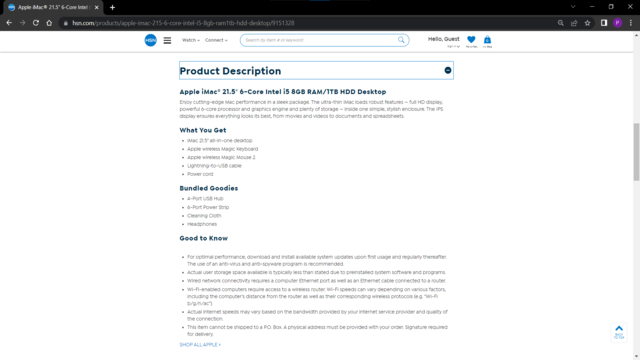 Apple iMac® 21.5" 6-Core Intel i5
hsn.com/products/apple-imac-215-6-core-intel-i5-8gb-ram/1tb-hdd-desktop/9151328
P
HSN
Watch
Connect
Search by item # or keyword
Hello, Guest
Product Description
Apple iMac® 21.5" 6-Core Intel i5 8GB RAM/1TB HDD Desktop
Enjoy cutting-edge Mac performance in a sleek package. The ultra-thin iMac loads robust features -- full HD display,
powerful 6-core processor and graphics engine and plenty of storage -- inside one simple, stylish enclosure. The IPS
display ensures everything looks its best, from movies and videos to documents and spreadsheets.
What You Get
iMac 21.5" all-in-one desktop
Apple wireless Magic Keyboard
Apple wireless Magic Mouse 2
Lightning-to-USB cable
Power cord
Bundled Goodies
4-Port USB Hub
6-Port Power Strip
Cleaning Cloth
Headphones
Good to Know
For optimal performance, download and install available system updates upon first usage and regularly thereafter.
The use of an anti-virus and anti-spyware program is recommended.
Actual user storage space available is typically less than stated due to preinstalled system software and programs.
Wired network connectivity requires a computer Ethernet port as well as an Ethernet cable connected to a router.
Wi-Fi-enabled computers require access to a wireless router. Wi-Fi speeds can vary depending on various factors,
including the computer's distance from the router as well as their corresponding wireless protocols (e.g. "Wi-Fi
b/g/n/ac").
Actual Internet speeds may vary based on the bandwidth provided by your internet service provider and quality of
the connection.
This item cannot be shipped to a P.O. Box. A physical address must be provided with your order. Signature required
for delivery.
SHOP ALL APPLE >
BACK
TO TOP